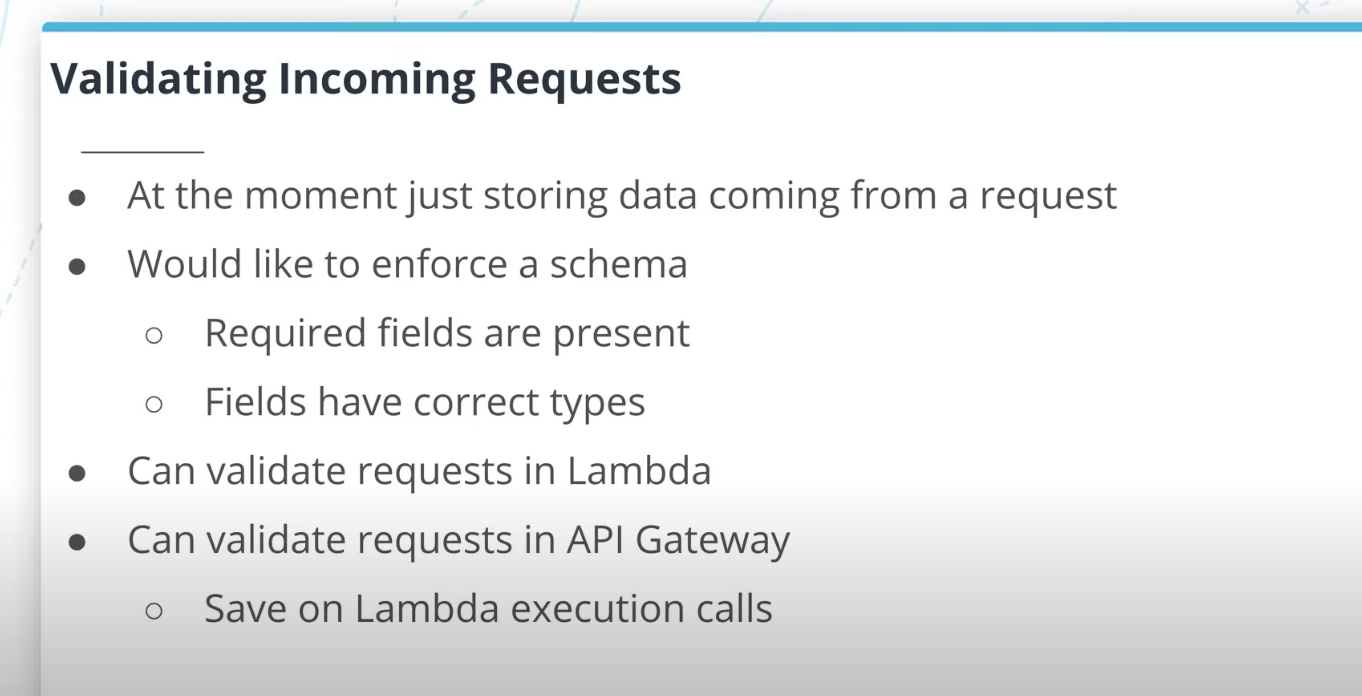 Validating Incoming Requests
● At the moment just storing data coming from a request
● Would like to enforce a schema
○ Required fields are present
○ Fields have correct types
● Can validate requests in Lambda
● Can validate requests in API Gateway
○ Save on Lambda execution calls